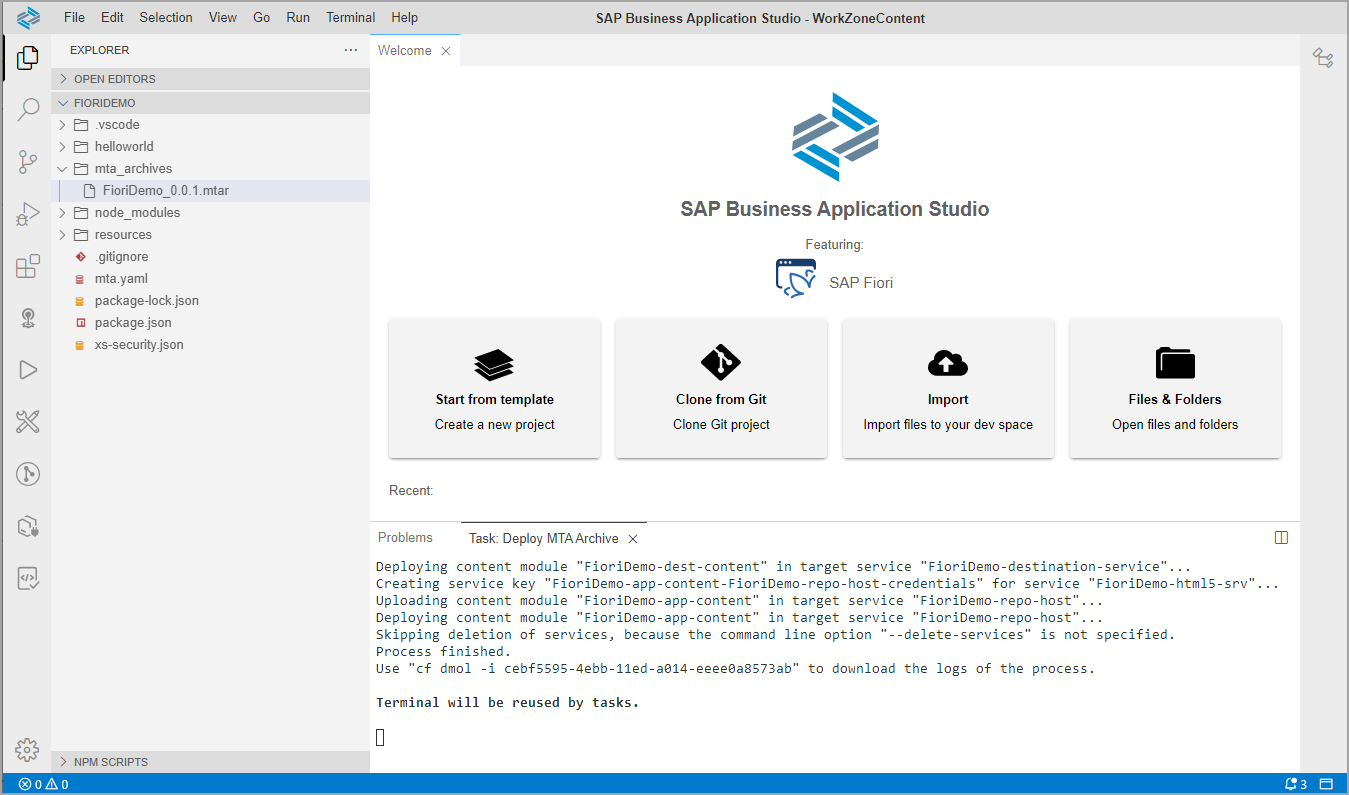 File Edit Selection View Go Run Terminal Help
SAP Business Application Studio - WorkZoneContent
EXPLORER
OPEN EDITORS
FIORIDEMO
.vscode
helloworld
mta_archives
FioriDemo_0.0.1.mtar
node_modules
resources
.gitignore
mta.yaml
package-lock.json
package.json
xs-security.json
NPM SCRIPTS
Welcome
SAP Business Application Studio
Featuring:
SAP Fiori
Start from template
Create a new project
Clone from Git
Clone Git project
Import
Import files to your dev space
Files & Folders
Open files and folders
Recent:
Problems
Task: Deploy MTA Archive
Deploying content module "FioriDemo-dest-content" in target service "FioriDemo-destination-service"...
Creating service key "FioriDemo-app-content-FioriDemo-repo-host-credentials" for service "FioriDemo-html5-srv"...
Uploading content module "FioriDemo-app-content" in target service "FioriDemo-repo-host"...
Deploying content module "FioriDemo-app-content" in target service "FioriDemo-repo-host"...
Skipping deletion of services, because the command line option "--delete-services" is not specified.
Process finished.
Use "cf dmol -i cebf5595-4ebb-11ed-a014-eeee0a8573ab" to download the logs of the process.
Terminal will be reused by tasks.
0 0
3